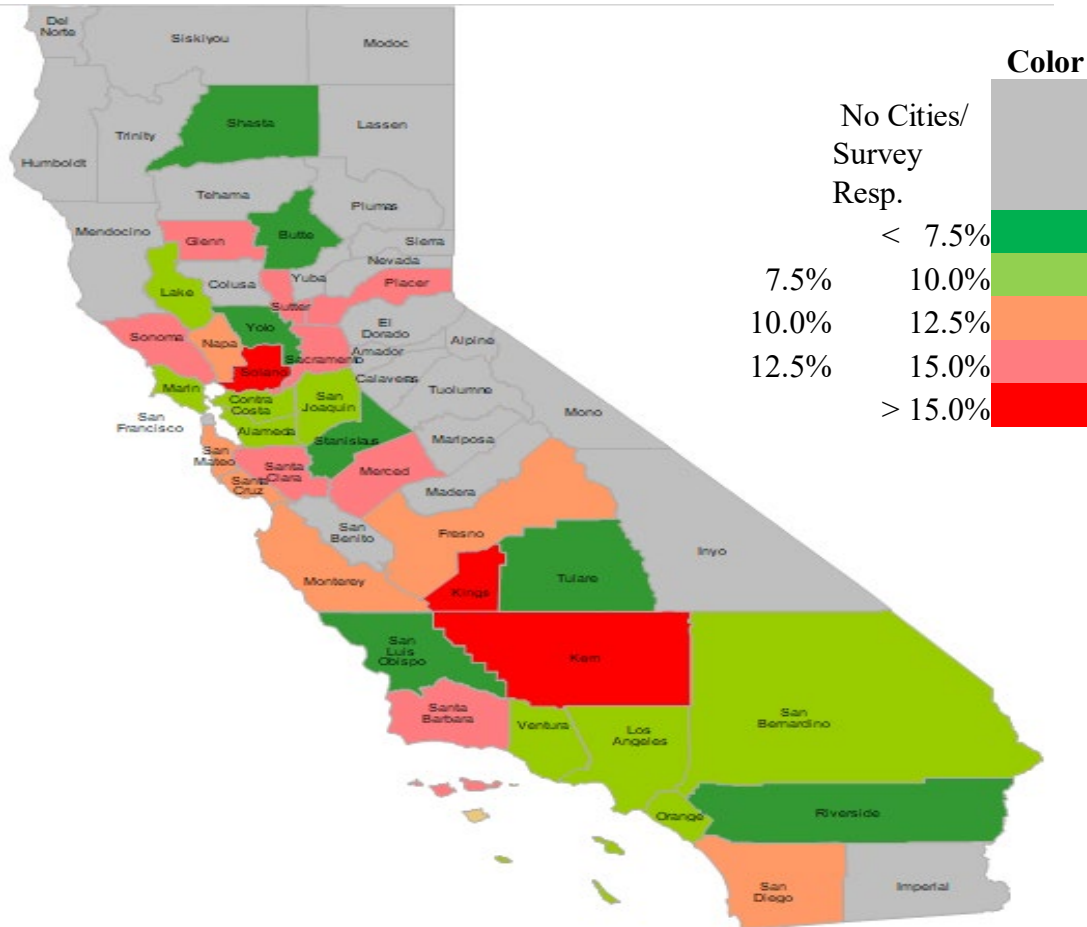 Del
Norte
Siskiyou
Modoc
Shasta
Trinity
Lassen
Humboldt
Tehama
Plumas
Mendocino
Glenn
Butte
Sierra
Nevada
Lake
Colusa
Yuba
Placer
Sutter
Sonoma
Napa
Yolo
El
Dorado
Alpine
Sacramento
Amador
Solano
Marin
Calaveras
Tuolumne
Contra
Costa
San
Joaquin
Mono
San
Francisco
Alameda
Stanislaus
Mariposa
San
Mateo
Santa
Clara
Merced
Santa
Cruz
Madera
San
Benito
Fresno
Inyo
Monterey
Kings
Tulare
San
Luis
Obispo
Kern
Santa
Barbara
Ventura
Los
Angeles
San
Bernardino
Orange
Riverside
San
Diego
Imperial
Color
No Cities/
Survey
Resp.
< 7.5%
7.5% 10.0%
10.0% 12.5%
12.5% 15.0%
> 15.0%